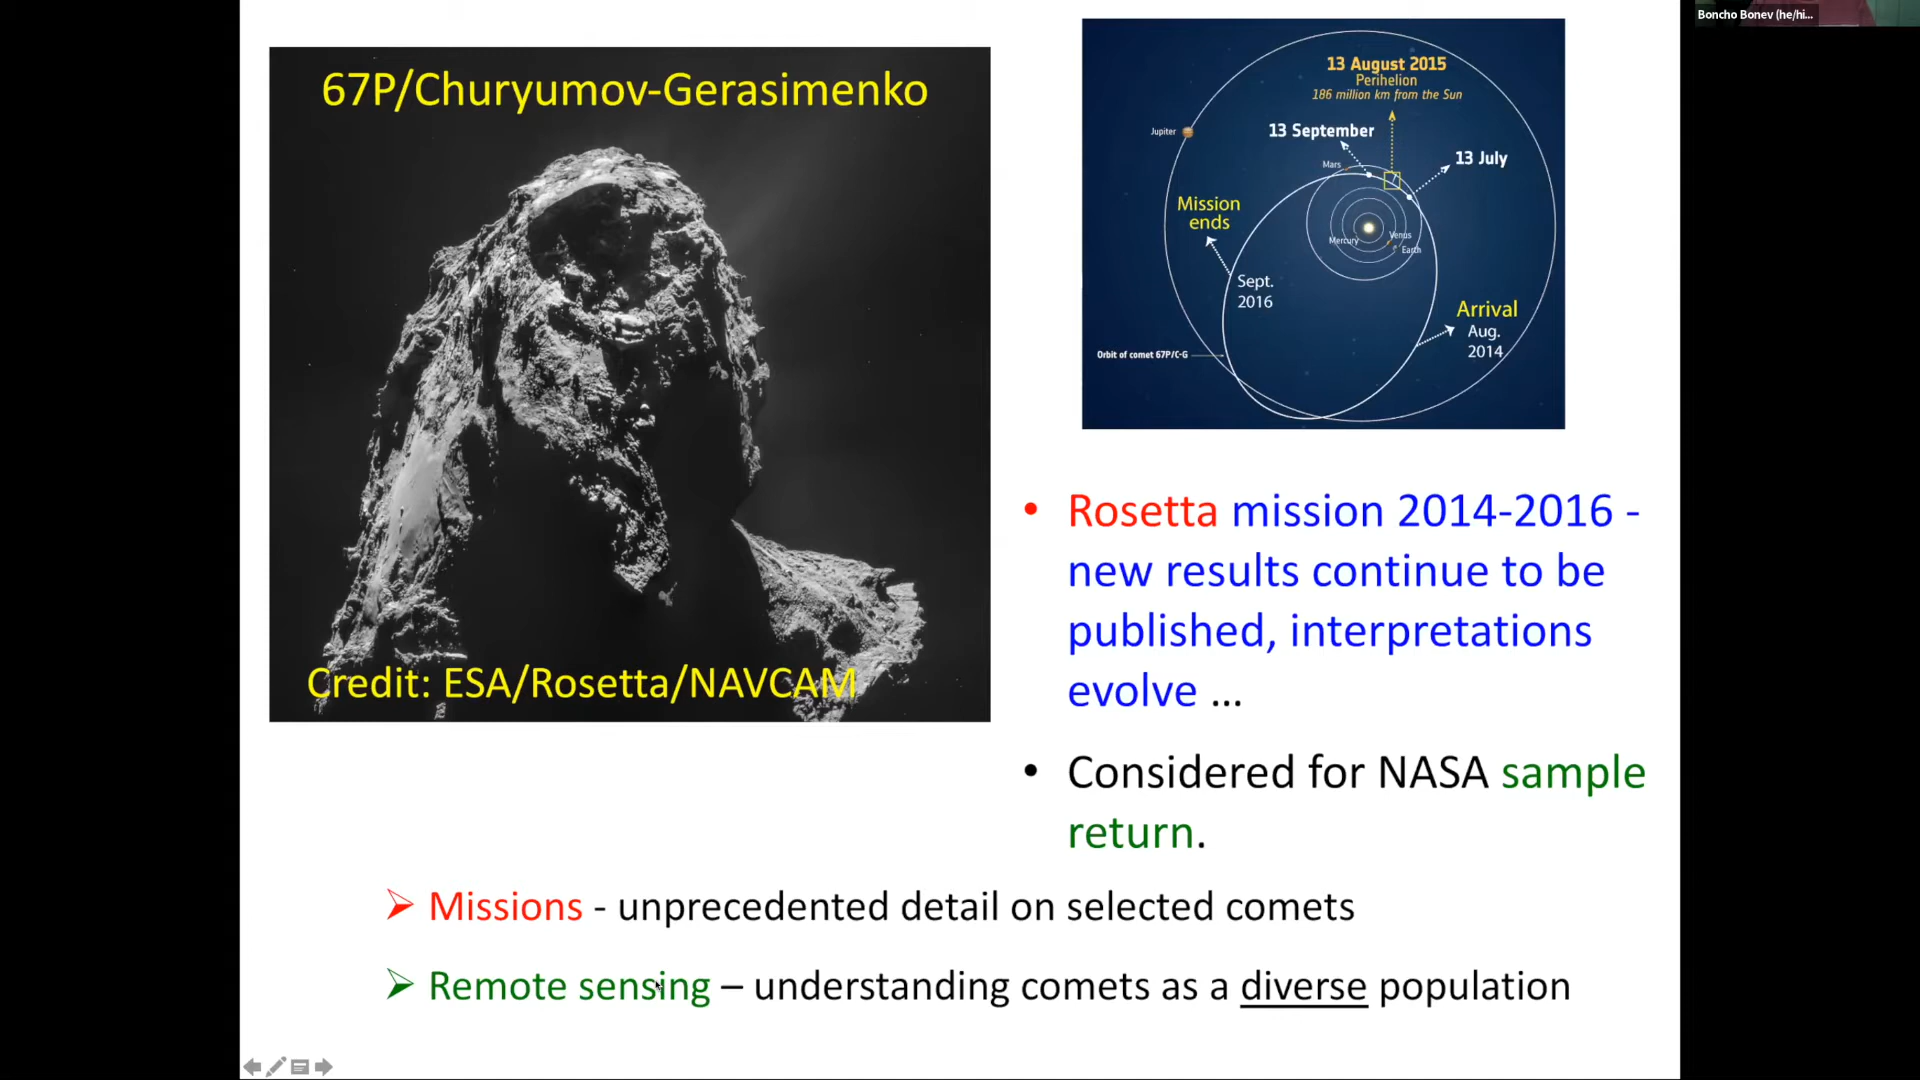 Boncho Bonev (he/hi...
67P/Churyumov-Gerasimenko
Credit: ESA/Rosetta/NAVCAM
13 August 2015
Perihelion
186 million km from the Sun
Jupiter
13 September
13 July
Mars
Mission
ends
Mercury
Venus
Earth
Sept.
2016
Arrival
Aug.
2014
Orbit of comet 67P/C-G
• Rosetta mission 2014-2016 -
new results continue to be
published, interpretations
evolve ...
• Considered for NASA sample
return.
➢ Missions - unprecedented detail on selected comets
➢ Remote sensing – understanding comets as a diverse population